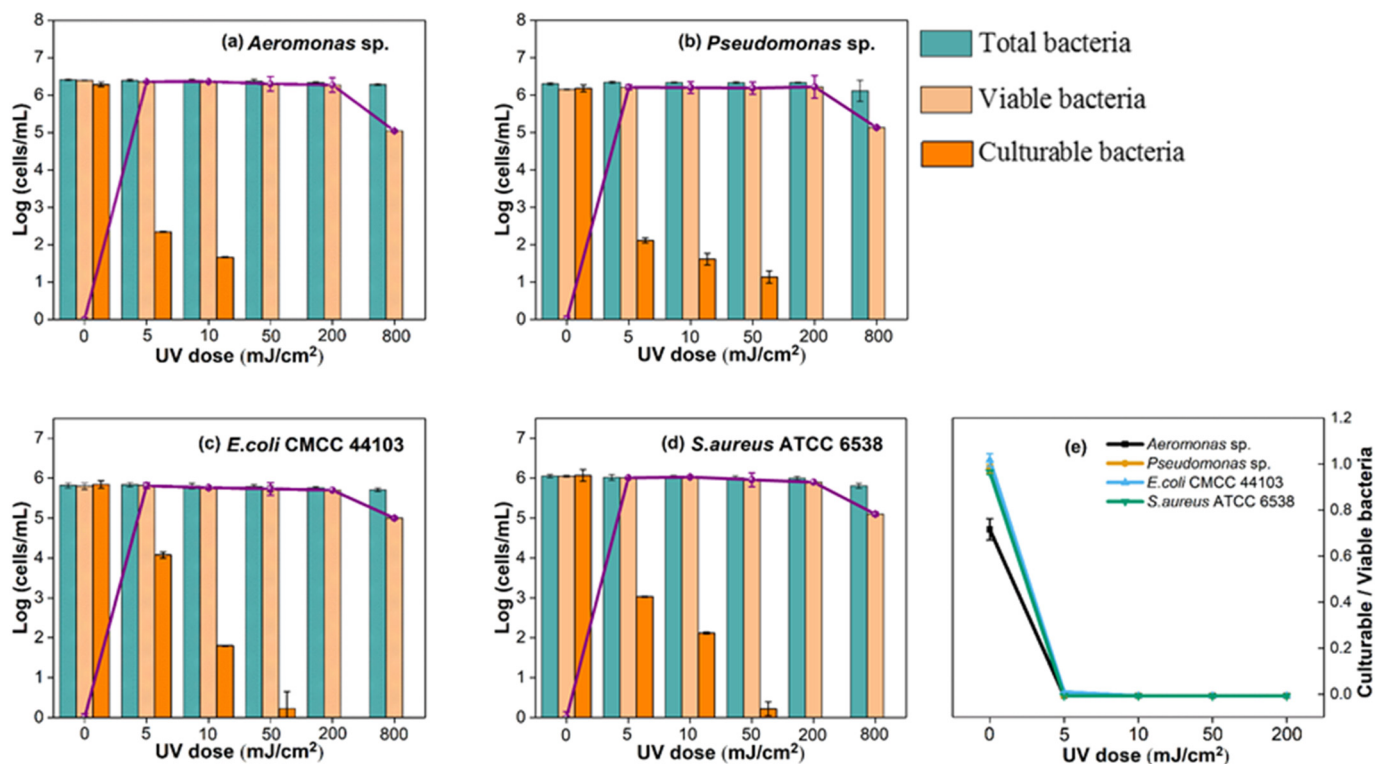 (a) Aeromonas sp.
Log (cells/mL)
8
7
6
5
4
3
2
1
0
0 5 10 50 200 800
UV dose (mJ/cm²)
(b) Pseudomonas sp.
Log (cells/mL)
8
7
6
5
4
3
2
1
0
0 5 10 50 200 800
UV dose (mJ/cm²)
Total bacteria
Viable bacteria
Culturable bacteria
(c) E.coli CMCC 44103
Log (cells/mL)
7
6
5
4
3
2
1
0
0 5 10 50 200 800
UV dose (mJ/cm²)
(d) S.aureus ATCC 6538
Log (cells/mL)
7
6
5
4
3
2
1
0
0 5 10 50 200 800
UV dose (mJ/cm²)
(e)
Aeromonas sp.
Pseudomonas sp.
E.coli CMCC 44103
S.aureus ATCC 6538
1.2
1.0
0.8
0.6
0.4
0.2
0.0
Culturable / Viable bacteria
0 5 10 50 200
UV dose (mJ/cm²)